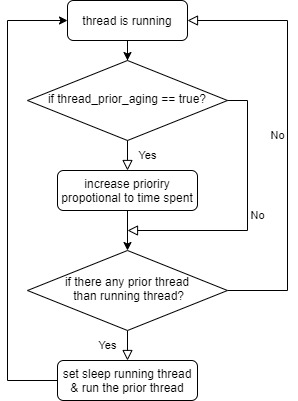 thread is running
if thread_prior_aging == true?
No
Yes
increase prioriry
propotional to time spent
No
if there any prior thread
than running thread?
Yes
set sleep running thread
& run the prior thread